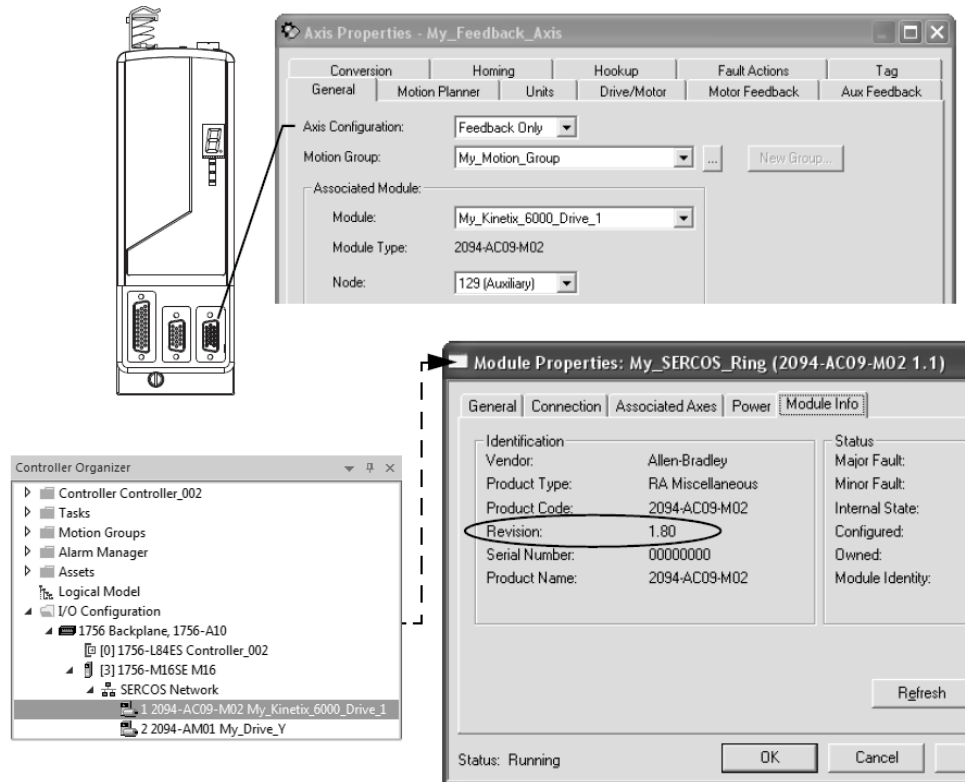 Axis Properties - My_Feedback_Axis
Conversion Homing Hookup Fault Actions Tag
General Motion Planner Units Drive/Motor Motor Feedback Aux Feedback
Axis Configuration: Feedback Only
Motion Group: My_Motion_Group ... New Group...
Associated Module:
Module: My_Kinetix_6000_Drive_1
Module Type: 2094-AC09-M02
Node: 129 (Auxiliary)
Module Properties: My_SERCOS_Ring (2094-AC09-M02 1.1)
General Connection Associated Axes Power Module Info
Identification
Vendor: Allen-Bradley
Product Type: RA Miscellaneous
Product Code: 2094-AC09-M02
Revision: 1.80
Serial Number: 00000000
Product Name: 2094-AC09-M02
Status
Major Fault:
Minor Fault:
Internal State:
Configured:
Owned:
Module Identity:
Refresh
Status: Running
OK Cancel
Controller Organizer
Controller Controller_002
Tasks
Motion Groups
Alarm Manager
Assets
Logical Model
I/O Configuration
1756 Backplane, 1756-A10
[0] 1756-L84ES Controller_002
[3] 1756-M16SE M16
SERCOS Network
1 2094-AC09-M02 My_Kinetix_6000_Drive_1
2 2094-AM01 My_Drive_Y